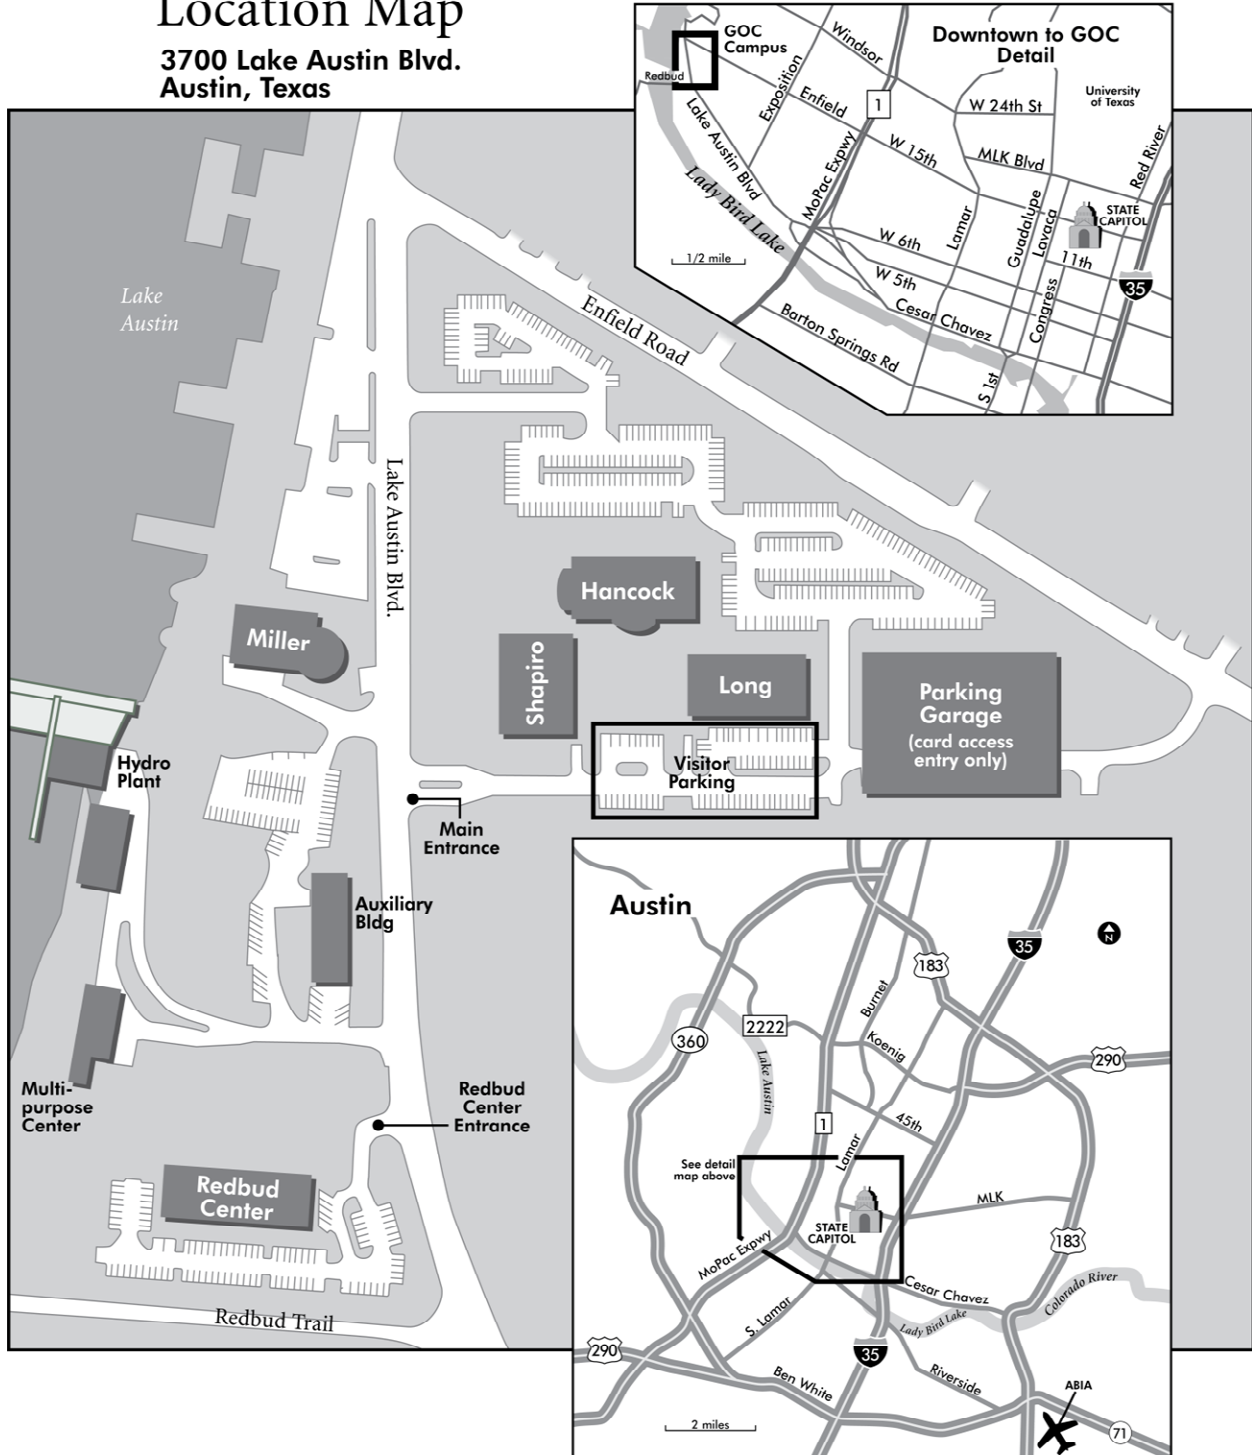 Location Map
3700 Lake Austin Blvd.
Austin, Texas
GOC
Campus
Redbud
Windsor
Downtown to GOC
Detail
Exposition
Enfield
1
W 24th St
University
of Texas
Lake Austin Blvd
MoPac Expwy
W 15th
MLK Blvd
Red River
Lady Bird Lake
Lamar
Guadalupe
Lavaca
STATE
CAPITOL
W 6th
11th
1/2 mile
W 5th
35
Congress
Cesar Chavez
Barton Springs Rd
S 1st
Lake
Austin
Enfield Road
Lake Austin Blvd.
Hancock
Miller
Shapiro
Long
Parking
Garage
(card access
entry only)
Visitor
Parking
Hydro
Plant
Main
Entrance
Auxiliary
Bldg
Multi-
purpose
Center
Redbud
Center
Entrance
Redbud
Center
Redbud Trail
Austin
N
35
183
Burnet
2222
360
Koenig
290
Lake Austin
1
45th
Lamar
See detail
map above
MLK
STATE
CAPITOL
183
MoPac Expwy
Cesar Chavez
Colorado River
S. Lamar
Lady Bird Lake
290
35
Ben White
Riverside
ABIA
2 miles
71